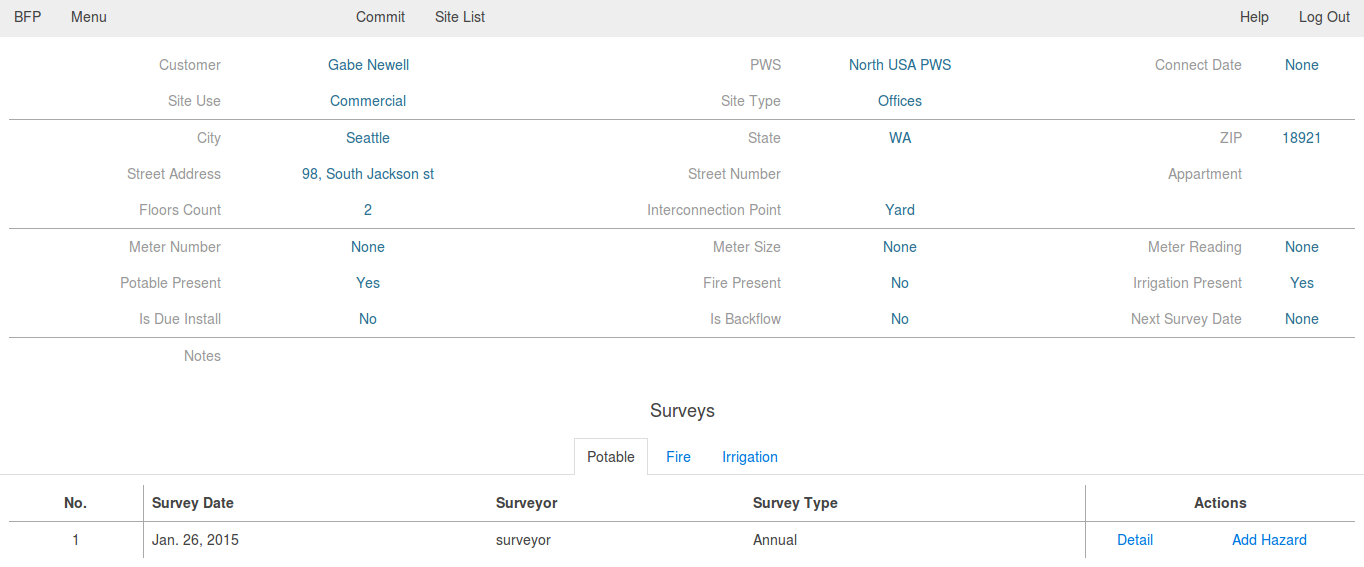 BFP Menu Commit Site List Help Log Out
Customer Gabe Newell PWS North USA PWS Connect Date None
Site Use Commercial Site Type Offices
City Seattle State WA ZIP 18921
Street Address 98, South Jackson st Street Number Appartment
Floors Count 2 Interconnection Point Yard
Meter Number None Meter Size None Meter Reading None
Potable Present Yes Fire Present No Irrigation Present Yes
Is Due Install No Is Backflow No Next Survey Date None
Notes
Surveys
Potable Fire Irrigation
No. Survey Date Surveyor Survey Type Actions
1 Jan. 26, 2015 surveyor Annual Detail Add Hazard